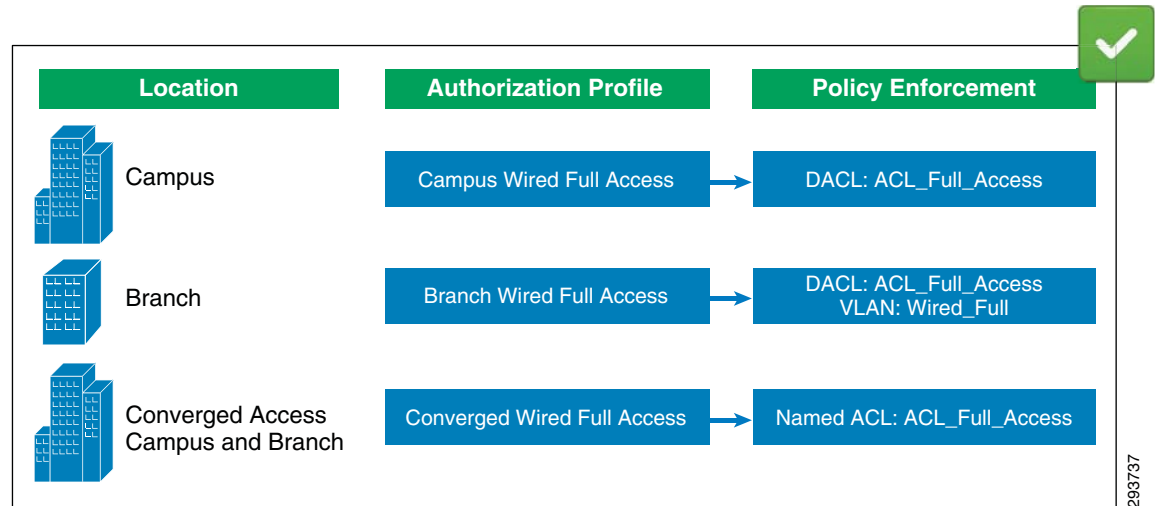 Location
Authorization Profile
Policy Enforcement
Campus
Campus Wired Full Access
DACL: ACL_Full_Access
Branch
Branch Wired Full Access
DACL: ACL_Full_Access
VLAN: Wired_Full
Converged Access
Campus and Branch
Converged Wired Full Access
Named ACL: ACL_Full_Access
293737